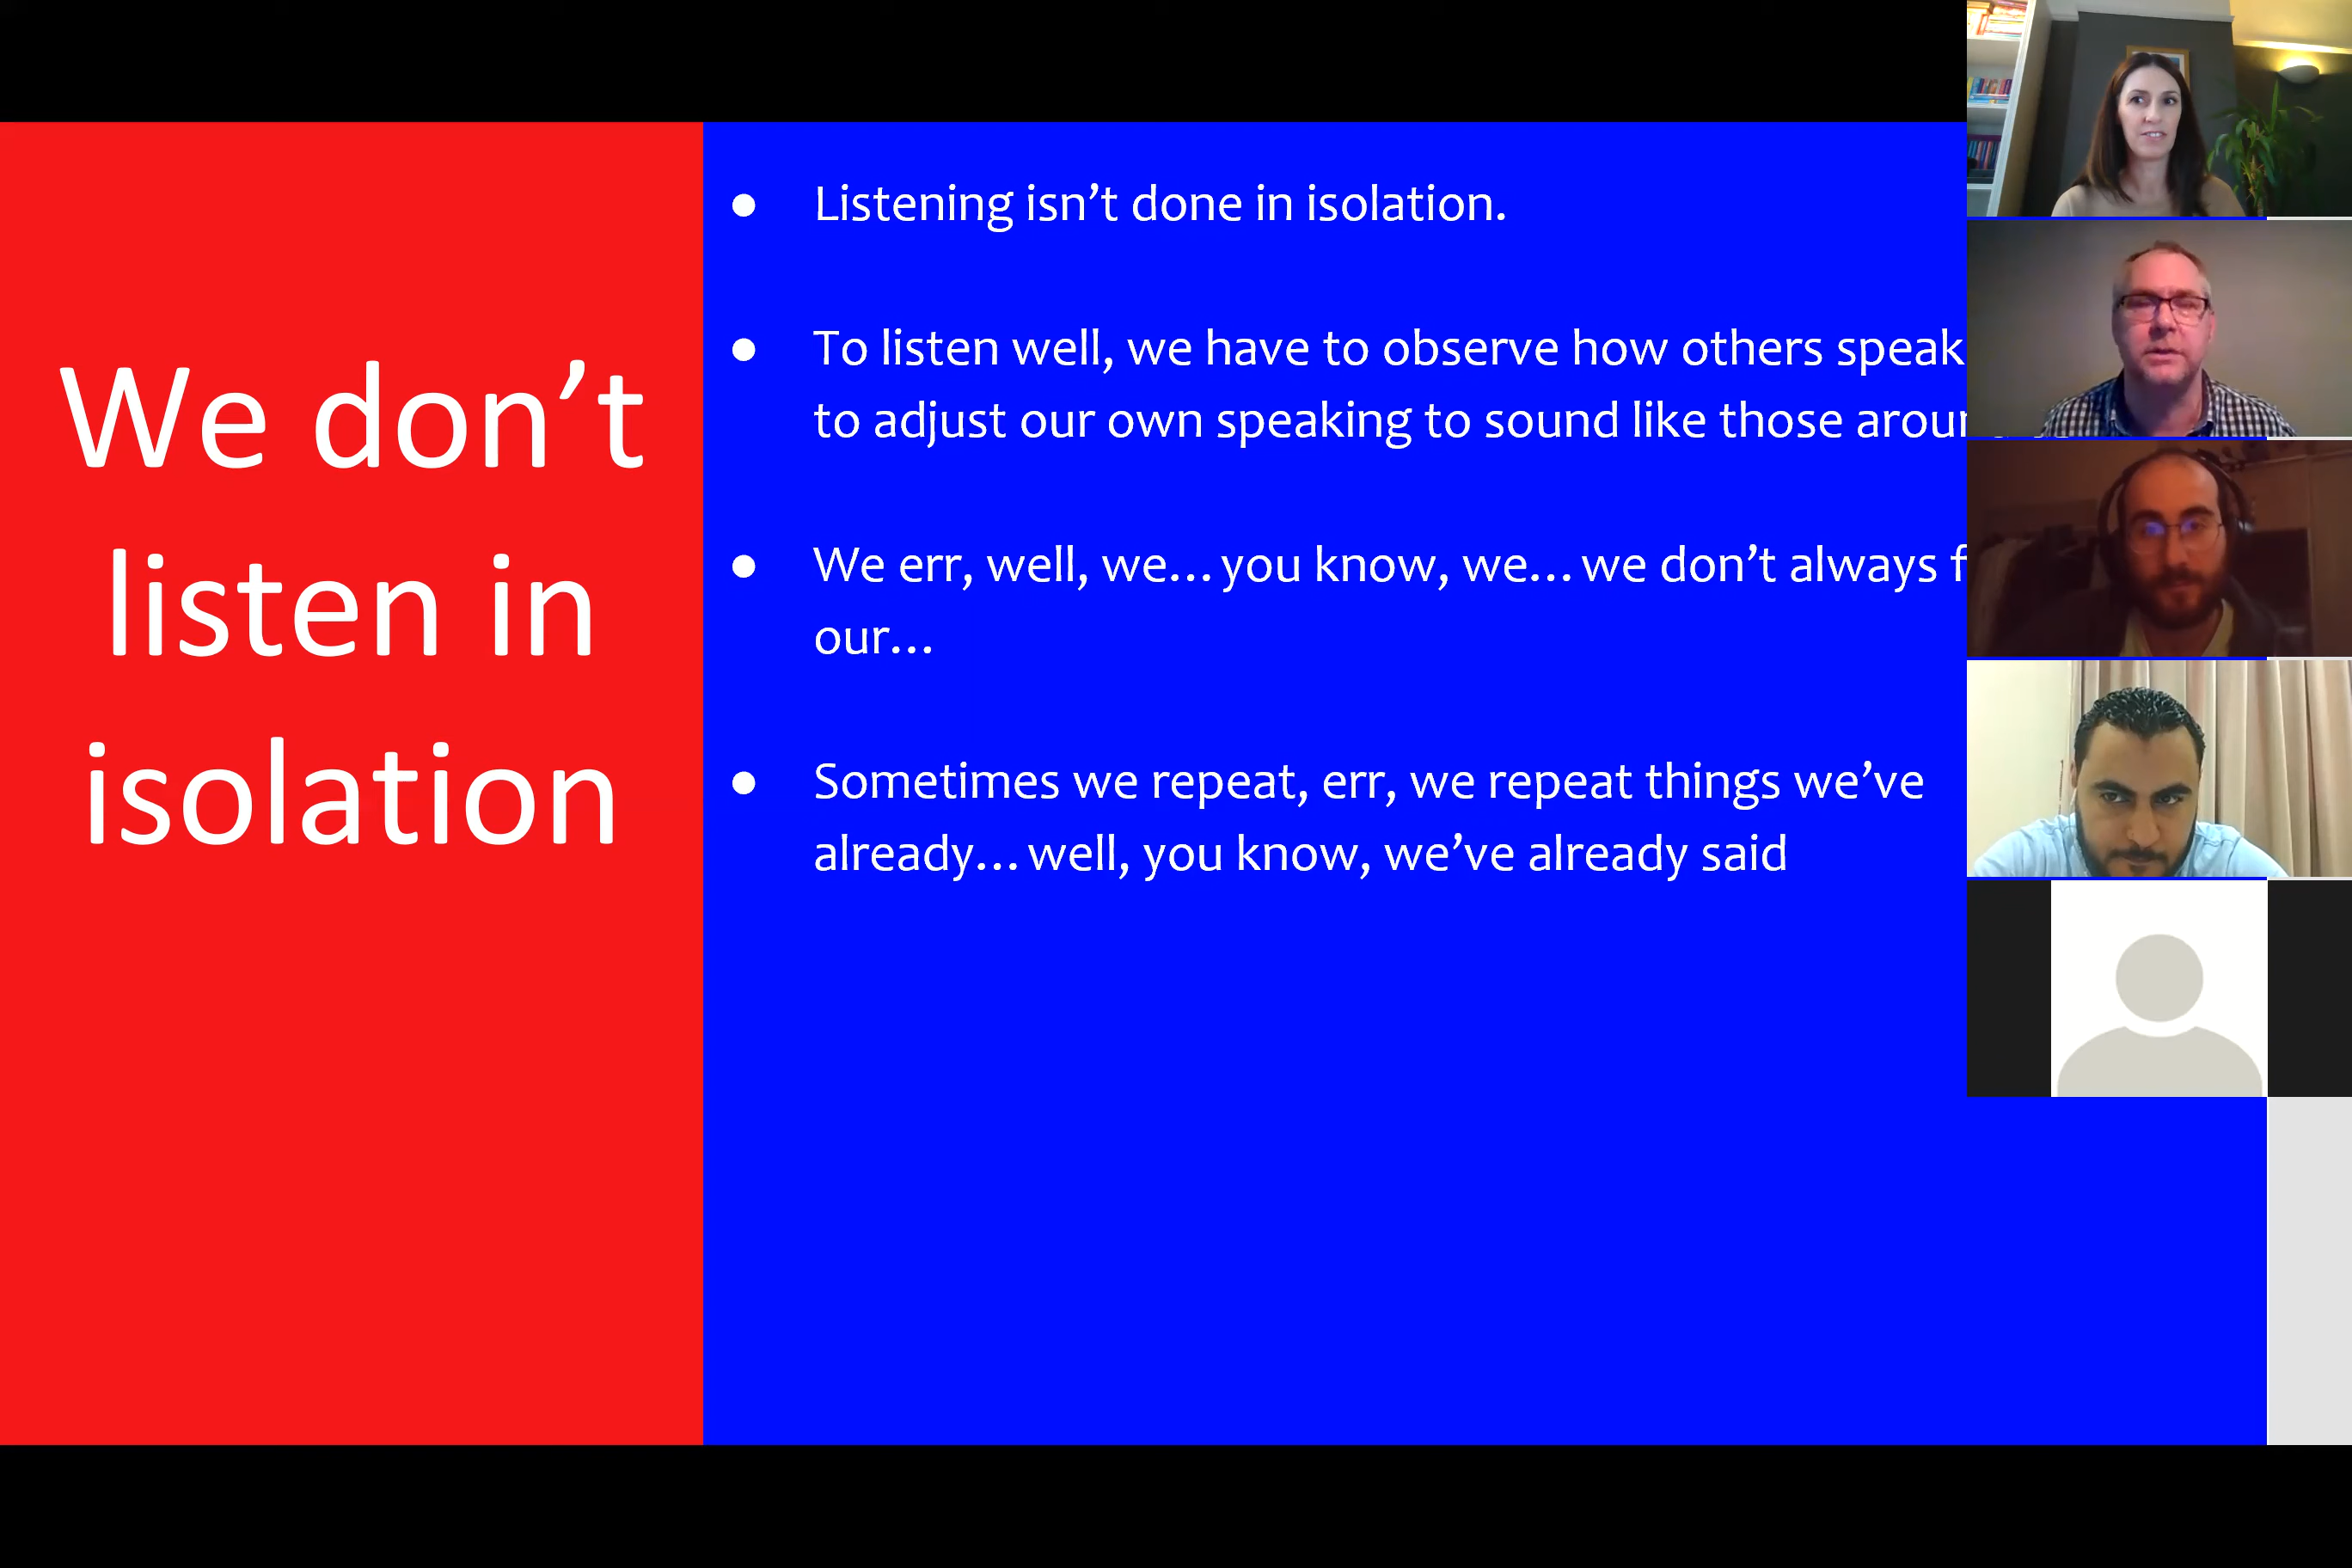 We don’t
listen in
isolation
● Listening isn’t done in isolation.
● To listen well, we have to observe how others speak
to adjust our own speaking to sound like those
● We err, well, we... you know, we... we don’t always
our...
● Sometimes we repeat, err, we repeat things we’ve
already... well, you know, we’ve already said